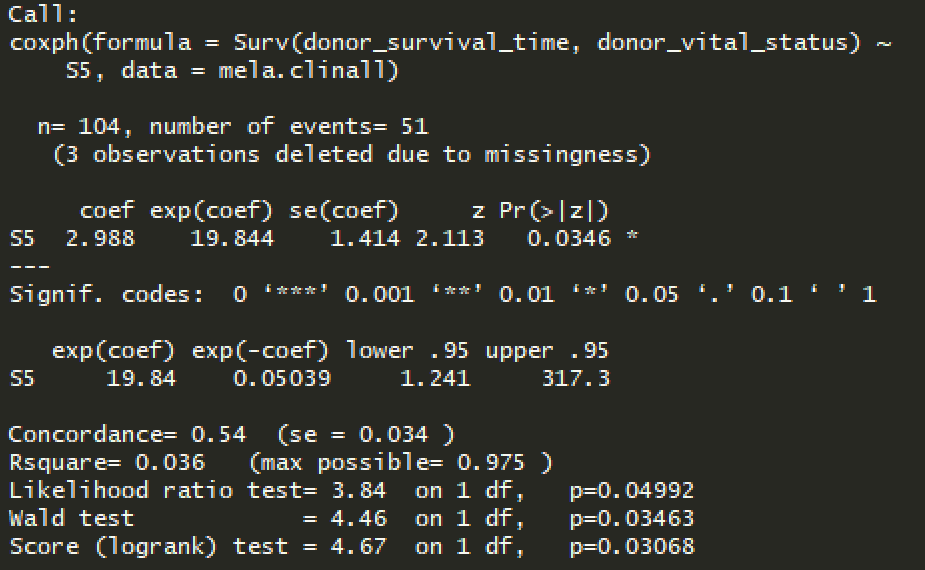 Call:
coxph(formula = Surv(donor_survival_time, donor_vital_status) ~
    S5, data = mela.clinall)

  n= 104, number of events= 51
   (3 observations deleted due to missingness)

     coef exp(coef) se(coef)     z Pr(>|z|)
S5  2.988    19.844    1.414 2.113   0.0346 *
---
Signif. codes:  0 ‘***’ 0.001 ‘**’ 0.01 ‘*’ 0.05 ‘.’ 0.1 ‘ ’ 1

   exp(coef) exp(-coef) lower .95 upper .95
S5     19.84    0.05039     1.241     317.3

Concordance= 0.54  (se = 0.034 )
Rsquare= 0.036   (max possible= 0.975 )
Likelihood ratio test= 3.84  on 1 df,   p=0.04992
Wald test            = 4.46  on 1 df,   p=0.03463
Score (logrank) test = 4.67  on 1 df,   p=0.03068